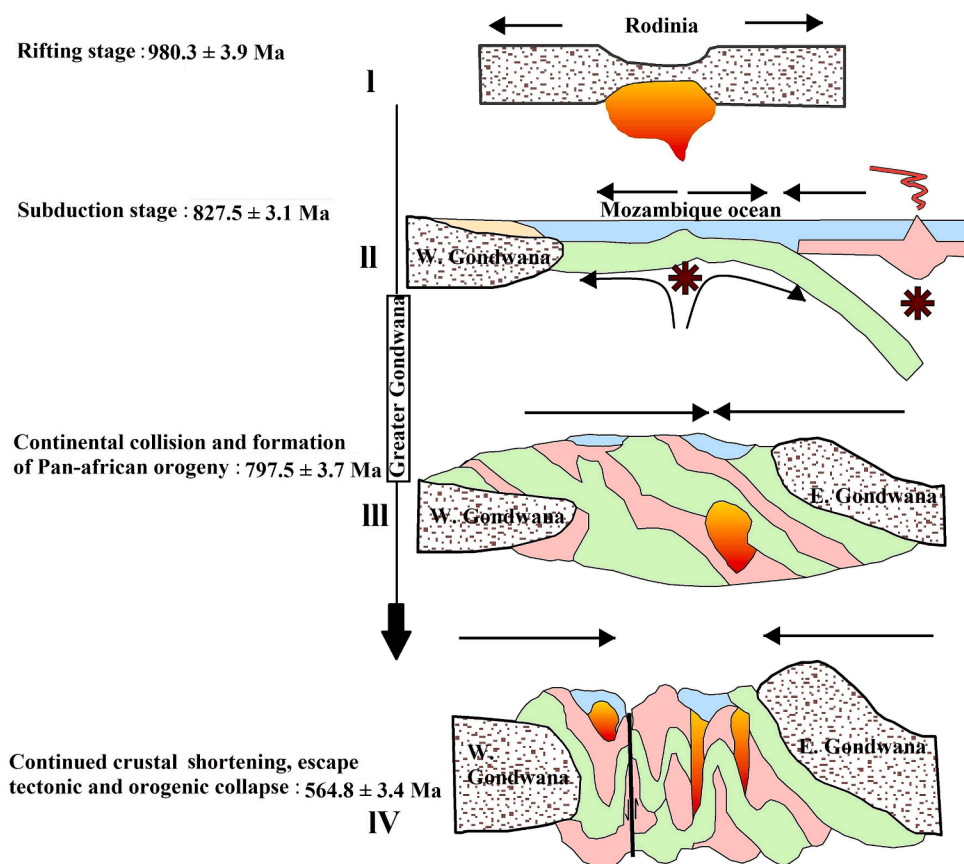 Rodinia
Rifting stage : 980.3 ± 3.9 Ma
I
Subduction stage : 827.5 ± 3.1 Ma
Mozambique ocean
II
W. Gondwana
Greater Gondwana
Continental collision and formation
of Pan-african orogeny : 797.5 ± 3.7 Ma
III
W. Gondwana
E. Gondwana
Continued crustal shortening, escape
tectonic and orogenic collapse : 564.8 ± 3.4 Ma
IV
W.
Gondwana
E. Gondwana